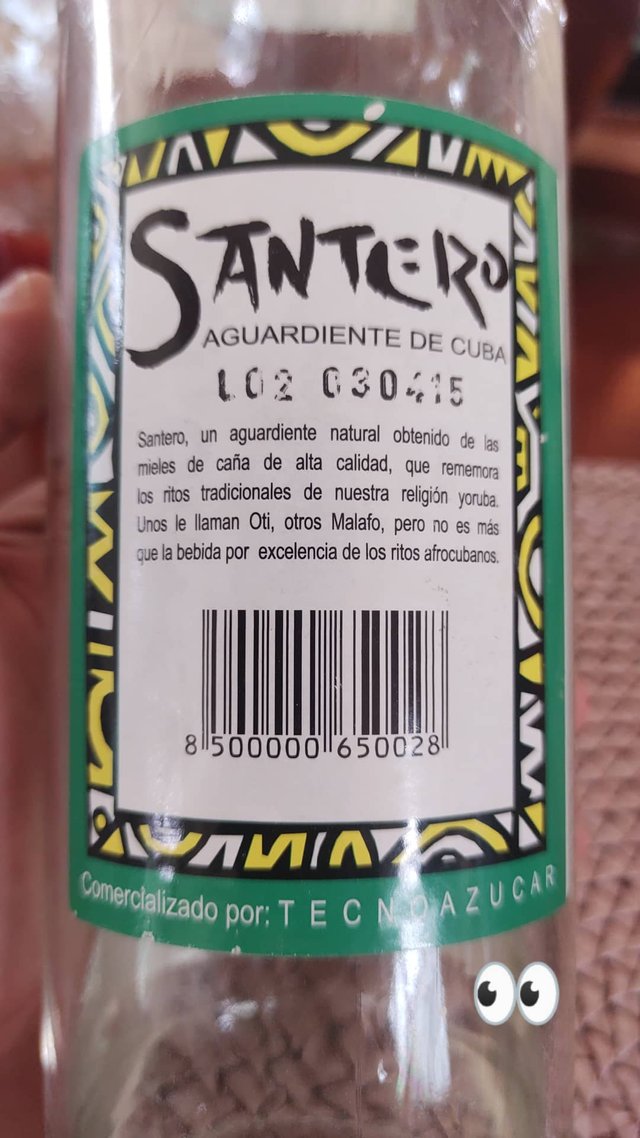 SANTERO
AGUARDIENTE DE CUBA
L02 030415
Santero, un aguardiente natural obtenido de las
mieles de caña de alta calidad, que rememora
los ritos tradicionales de nuestra religión yoruba.
Unos le llaman Oti, otros Malafo, pero no es más
que la bebida por excelencia de los ritos afrocubanos.
8 500000 650028
Comercializado por: TECNOAZUCAR